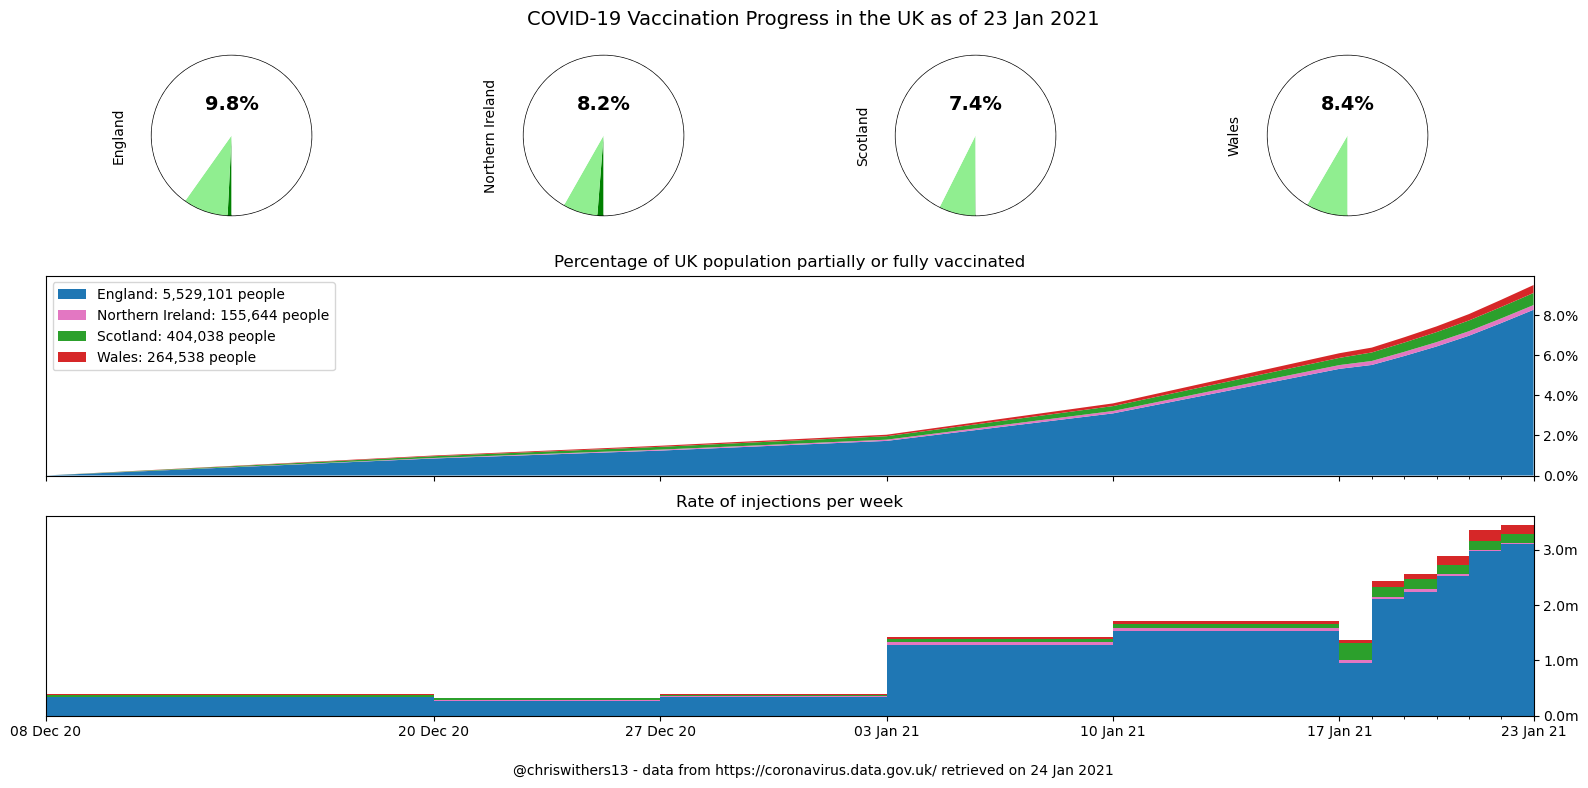 COVID-19 Vaccination Progress in the UK as of 23 Jan 2021
England
9.8%
Northern Ireland
8.2%
Scotland
7.4%
Wales
8.4%
Percentage of UK population partially or fully vaccinated
England: 5,529,101 people
Northern Ireland: 155,644 people
Scotland: 404,038 people
Wales: 264,538 people
8.0%
6.0%
4.0%
2.0%
0.0%
Rate of injections per week
3.0m
2.0m
1.0m
0.0m
08 Dec 20 20 Dec 20 27 Dec 20 03 Jan 21 10 Jan 21 17 Jan 21 23 Jan 21
@chriswithers13 - data from https://coronavirus.data.gov.uk/ retrieved on 24 Jan 2021